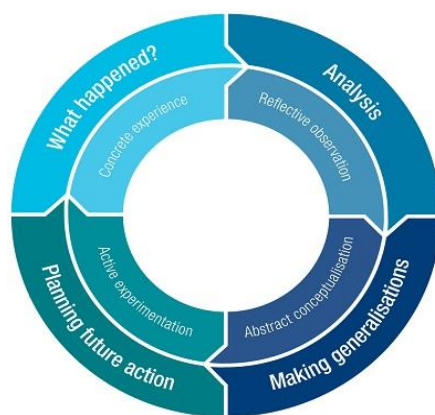 What happened?
Concrete experience
Analysis
Reflective observation
Making generalisations
Abstract conceptualisation
Planning future action
Active experimentation